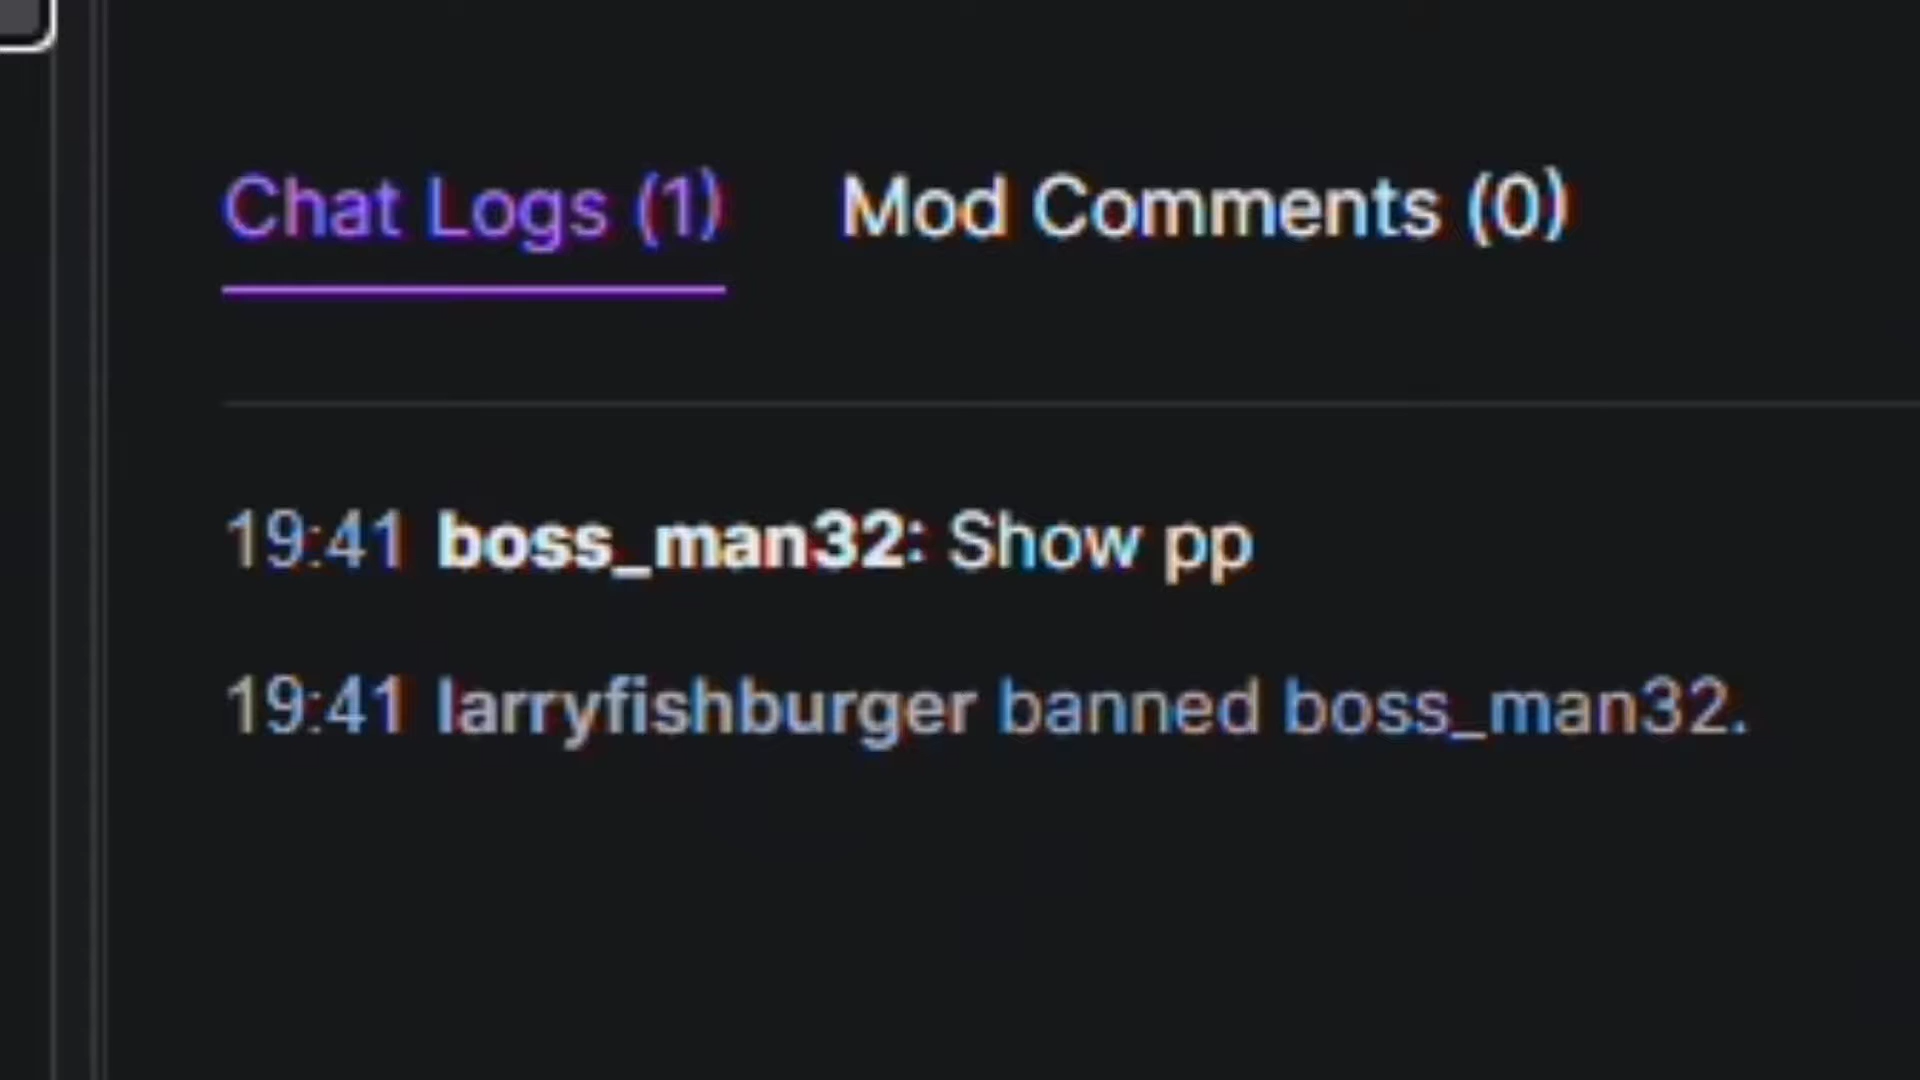 Chat Logs (1) Mod Comments (0)
19:41 boss_man32: Show pp
19:41 larryfishburger banned boss_man32.